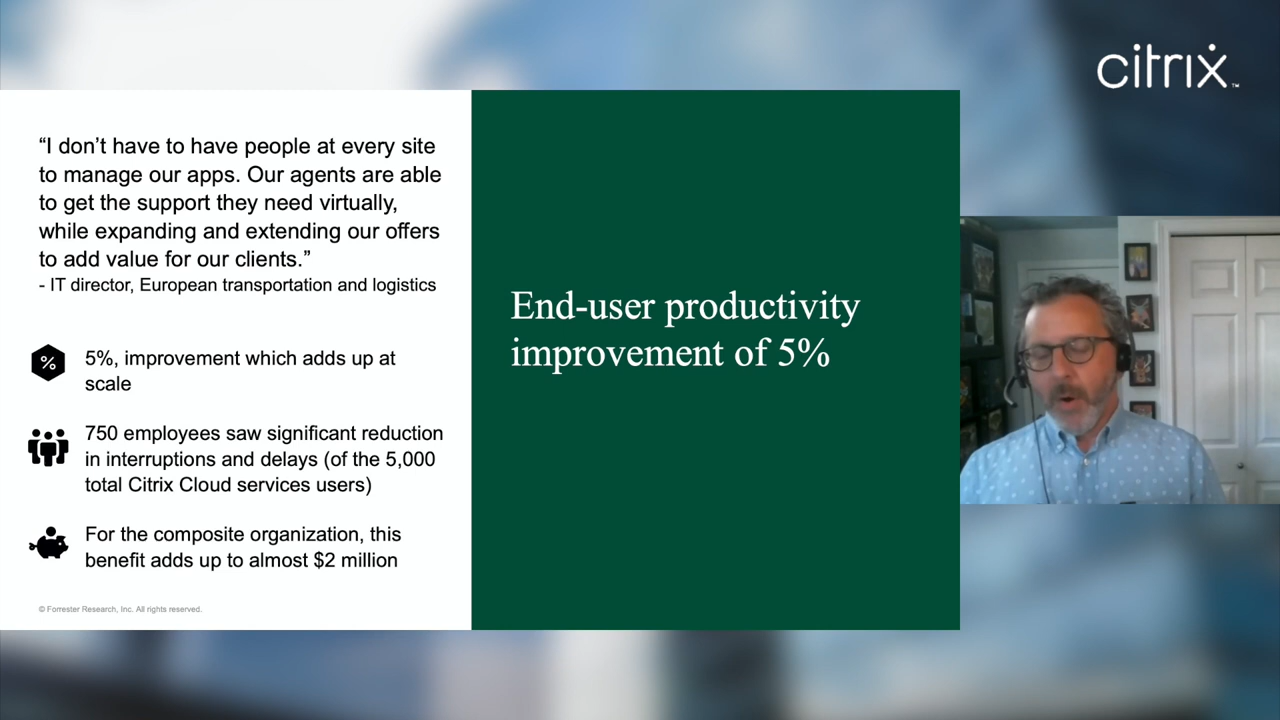 citrix™
“I don’t have to have people at every site
to manage our apps. Our agents are able
to get the support they need virtually,
while expanding and extending our offers
to add value for our clients.”
- IT director, European transportation and logistics
%
5%, improvement which adds up at
scale
750 employees saw significant reduction
in interruptions and delays (of the 5,000
total Citrix Cloud services users)
For the composite organization, this
benefit adds up to almost $2 million
© Forrester Research, Inc. All rights reserved.
End-user productivity
improvement of 5%